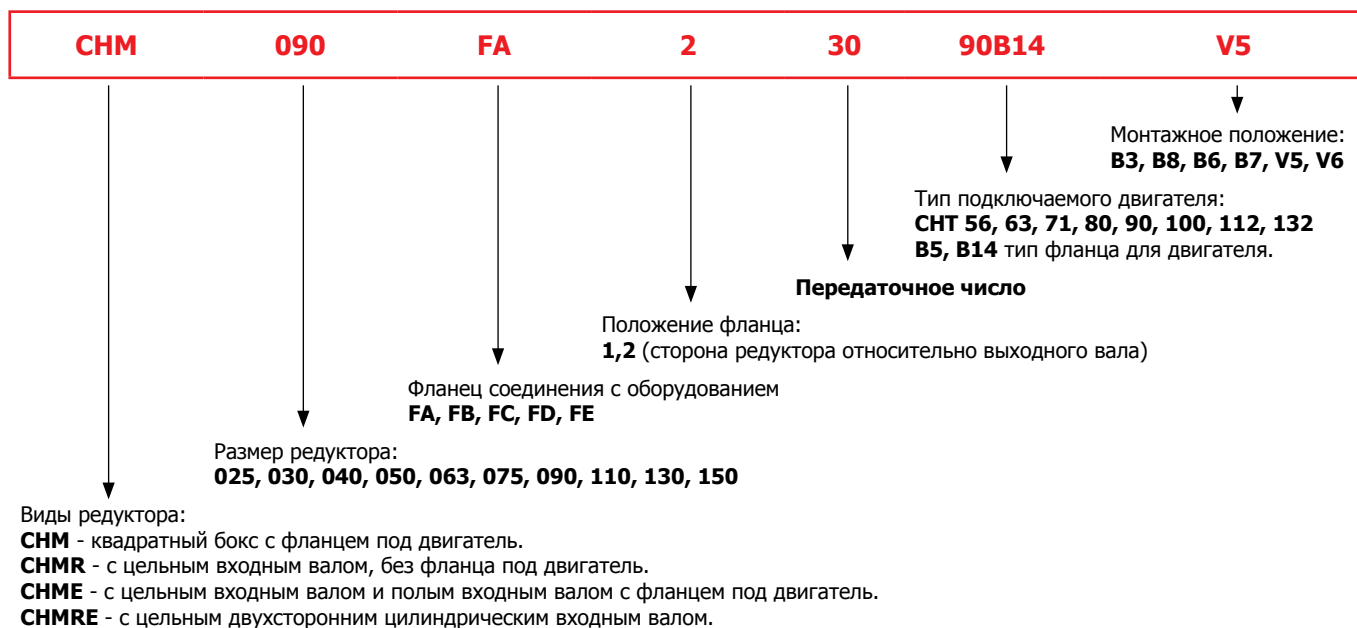 CHM 090 FA 2 30 90B14 V5
Монтажное положение:
B3, B8, B6, B7, V5, V6
Тип подключаемого двигателя:
CHT 56, 63, 71, 80, 90, 100, 112, 132
B5, B14 тип фланца для двигателя.
Передаточное число
Положение фланца:
1,2 (сторона редуктора относительно выходного вала)
Фланец соединения с оборудованием
FA, FB, FC, FD, FE
Размер редуктора:
025, 030, 040, 050, 063, 075, 090, 110, 130, 150
Виды редуктора:
CHM - квадратный бокс с фланцем под двигатель.
CHMR - с цельным входным валом, без фланца под двигатель.
CHME - с цельным входным валом и полым входным валом с фланцем под двигатель.
CHMRE - с цельным двухсторонним цилиндрическим входным валом.